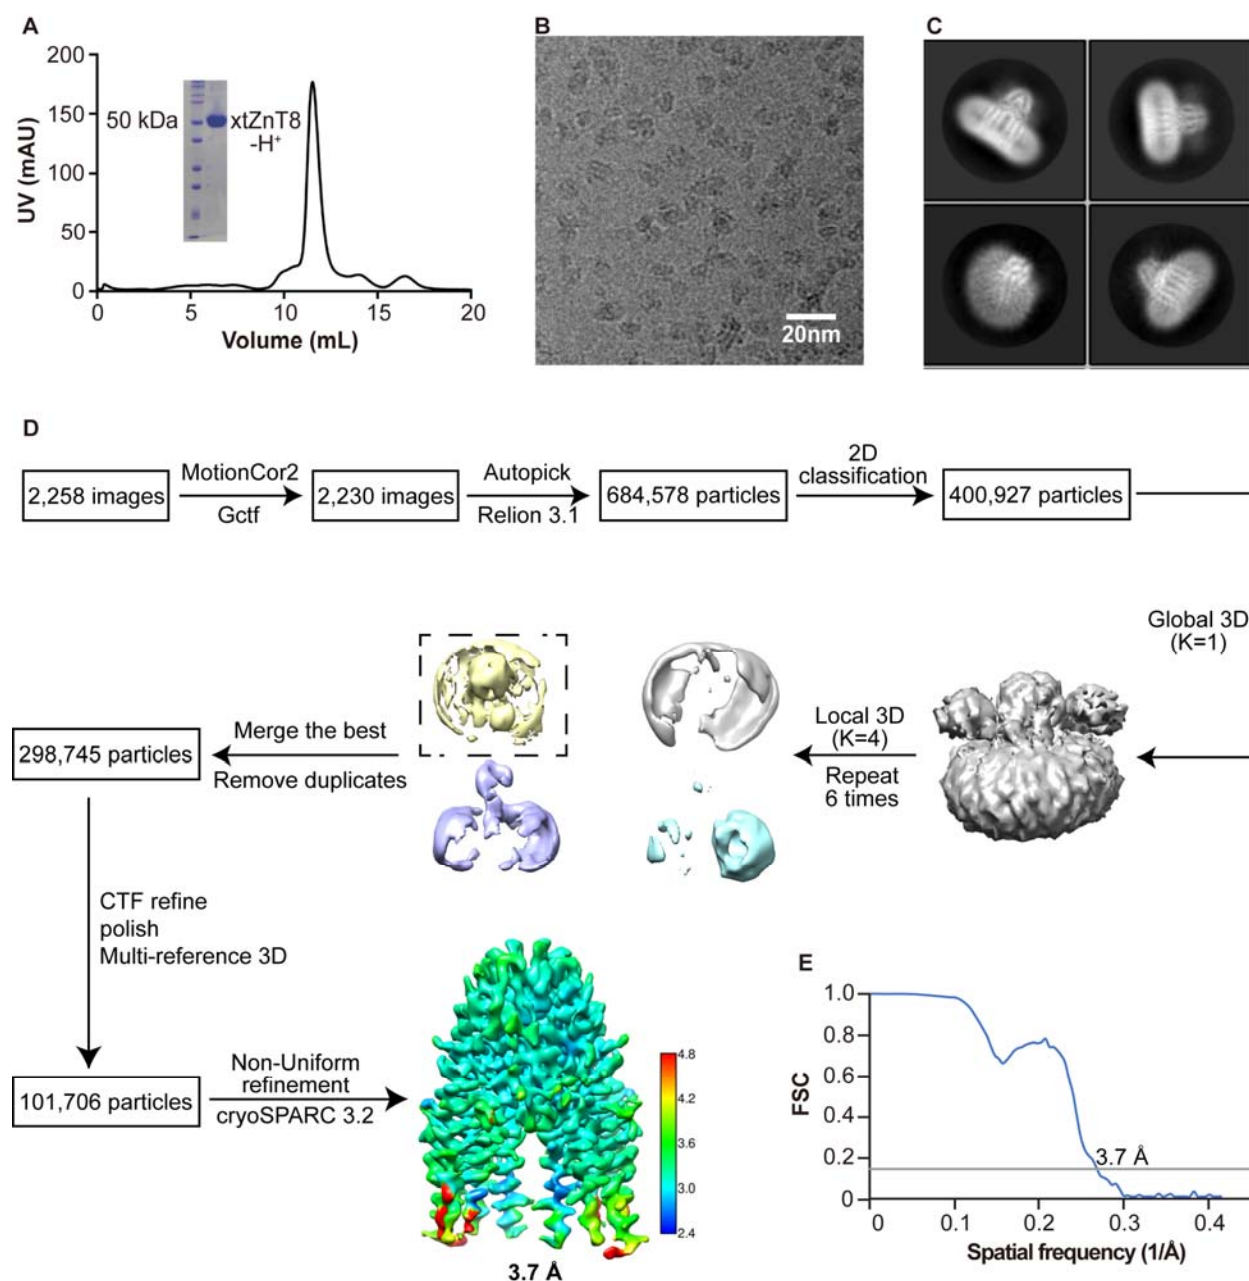 A
200
150
100
50
0
UV (mAU)
50 kDa
xtZnT8
-H⁺
0
5
10
15
20
Volume (mL)
B
20nm
C
D
2,258 images
MotionCor2
Gctf
2,230 images
Autopick
Relion 3.1
684,578 particles
2D
classification
400,927 particles
Global 3D
(K=1)
Local 3D
(K=4)
Repeat
6 times
Merge the best
Remove duplicates
298,745 particles
CTF refine
polish
Multi-reference 3D
101,706 particles
Non-Uniform
refinement
cryoSPARC 3.2
4.8
4.2
3.6
3.0
2.4
3.7 Å
E
1.0
0.8
0.6
0.4
0.2
0
FSC
3.7 Å
0
0.1
0.2
0.3
0.4
Spatial frequency (1/Å)